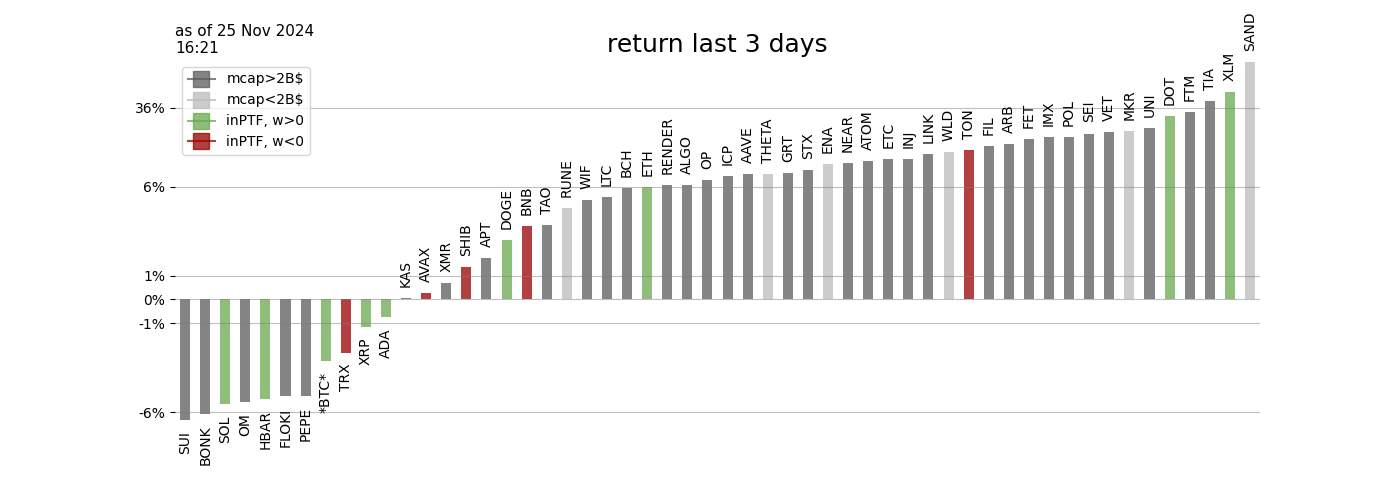 as of 25 Nov 2024
16:21
return last 3 days
mcap>2B$
mcap<2B$
inPTF, w>0
inPTF, w<0
36%
6%
1%
0%
-1%
-6%
SUI
BONK
SOL
OM
HBAR
FLOKI
PEPE
*BTC*
TRX
XRP
ADA
KAS
AVAX
XMR
SHIB
APT
DOGE
BNB
TAO
RUNE
WIF
LTC
BCH
ETH
RENDER
ALGO
OP
ICP
AAVE
THETA
GRT
STX
ENA
NEAR
ATOM
ETC
INJ
LINK
WLD
TON
FIL
ARB
FET
IMX
POL
SEI
VET
MKR
UNI
DOT
FTM
TIA
XLM
SAND